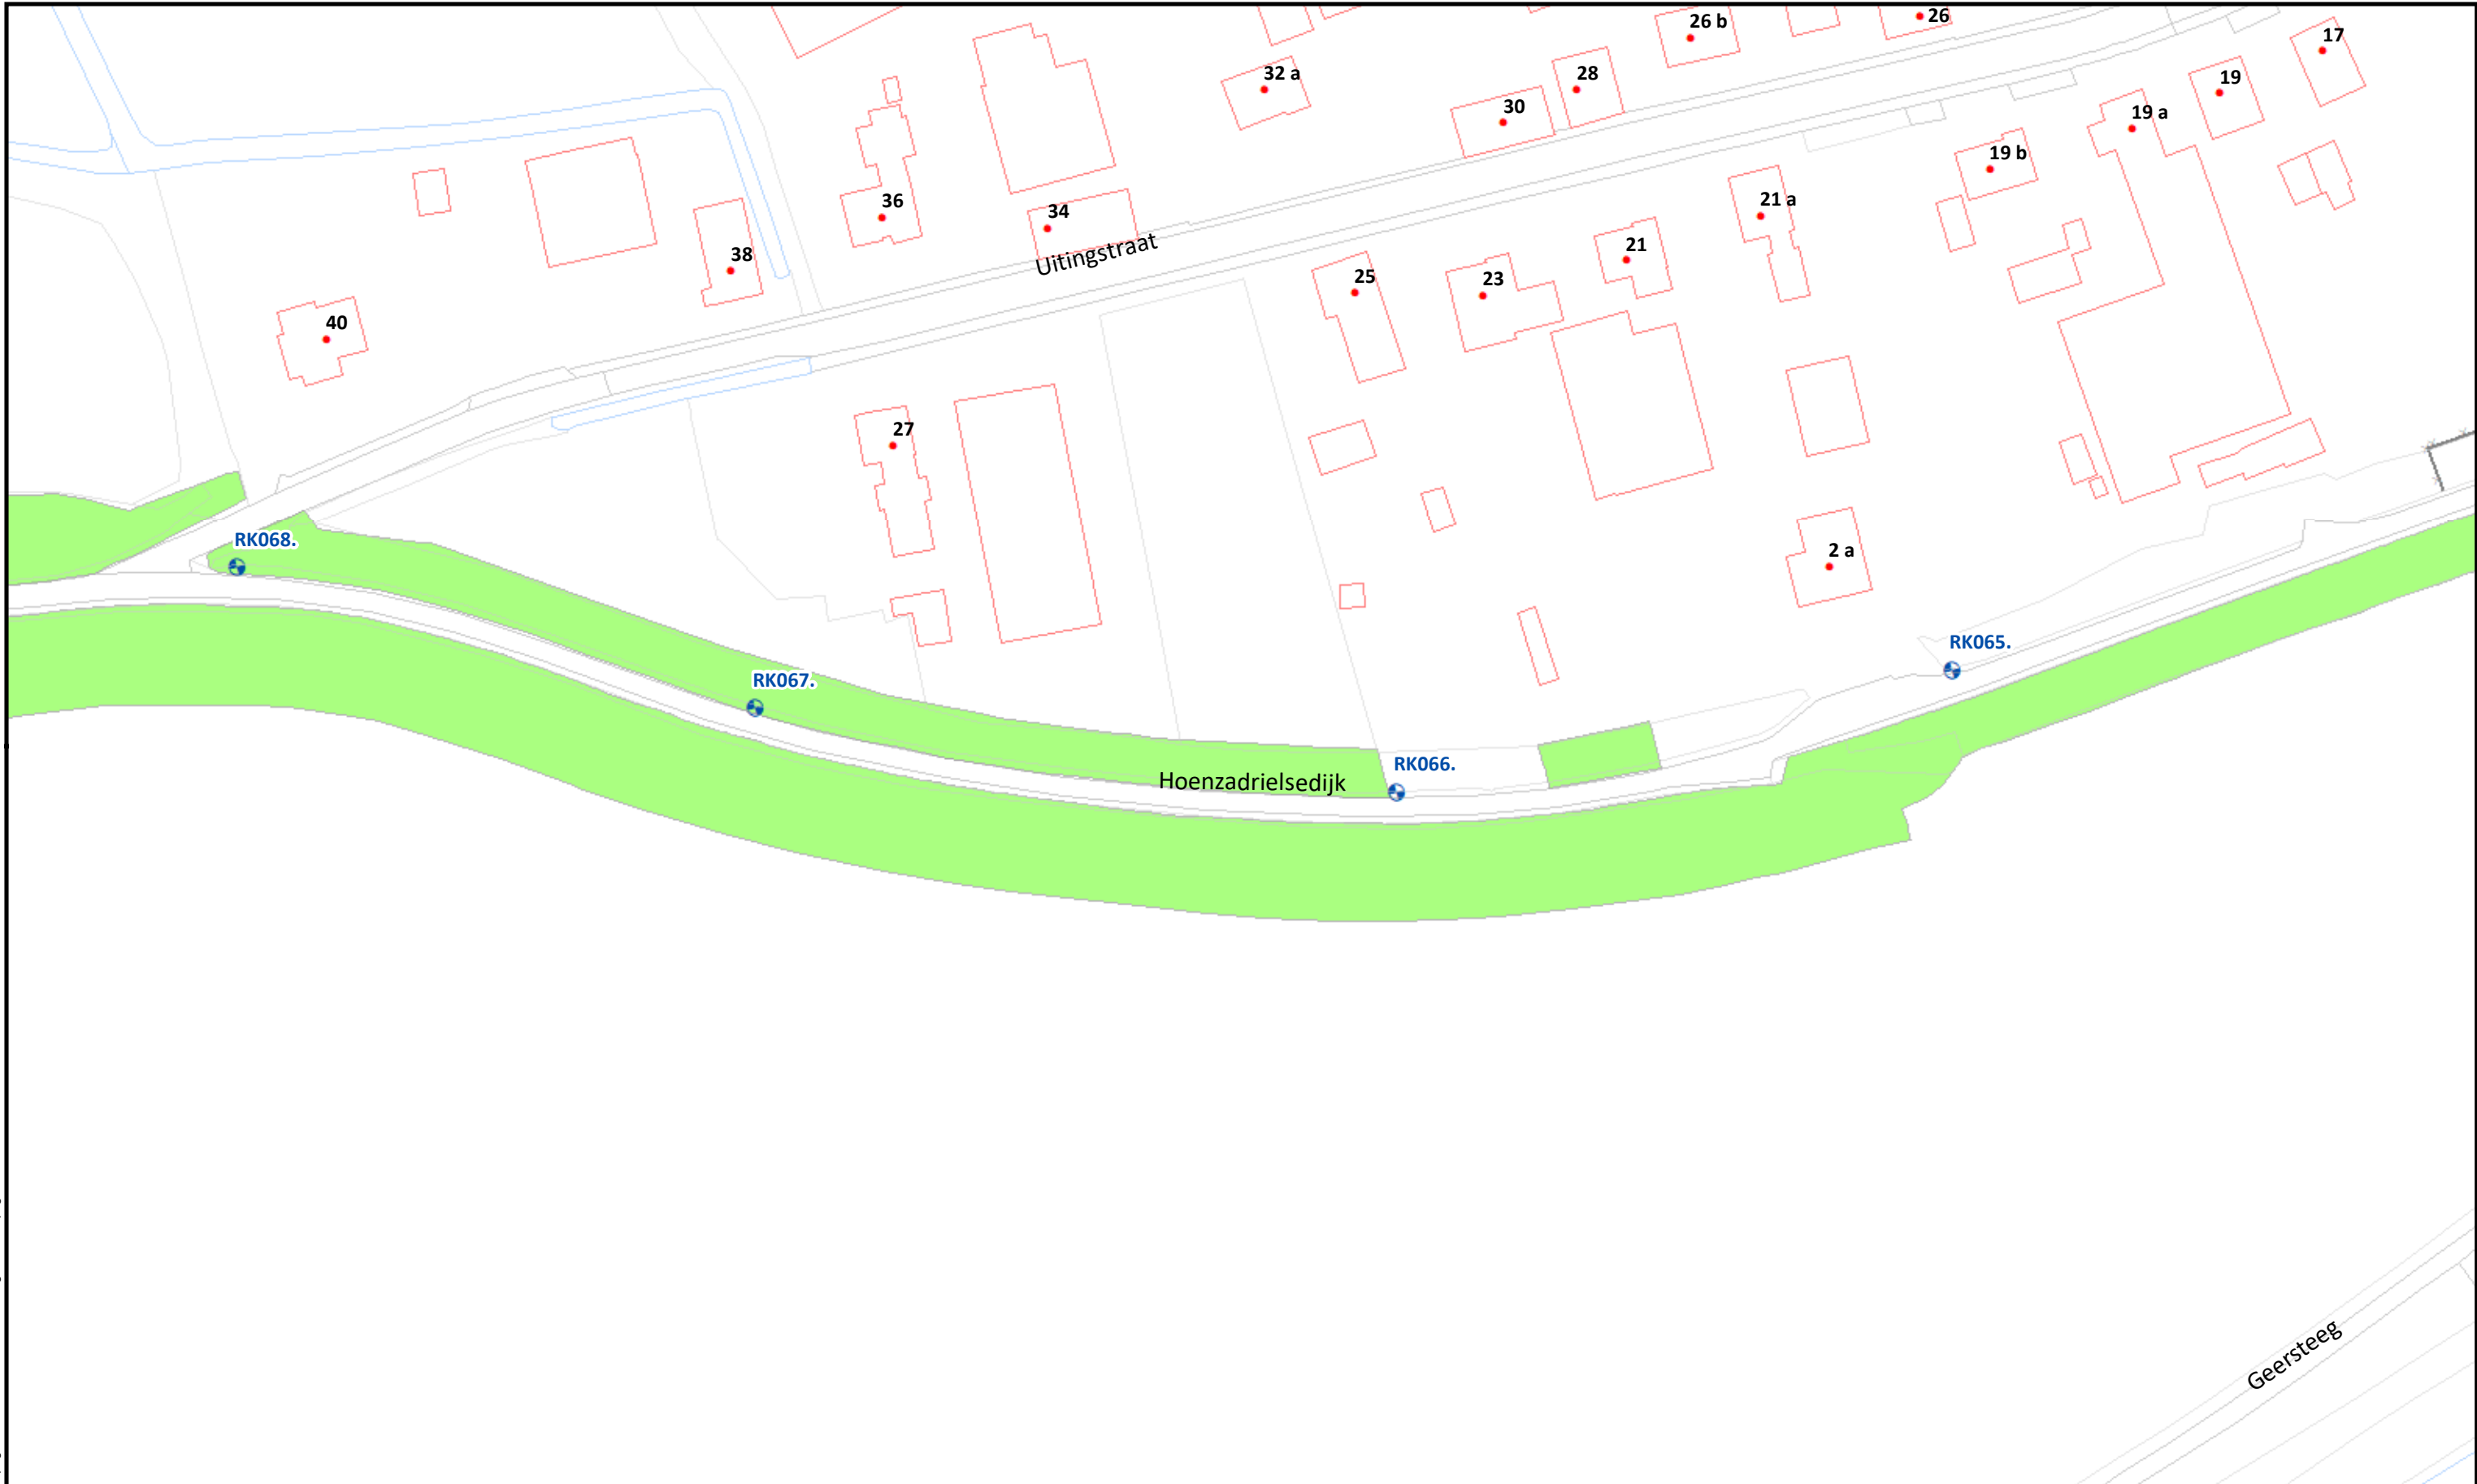 26 b
26
17
32 a
28
19
30
19 a
19 b
36
21 a
34
Uitingstraat
21
38
25
23
40
27
RK068.
2 a
RK065.
RK067.
RK066.
Hoenzadrielsedijk
Geersteeg